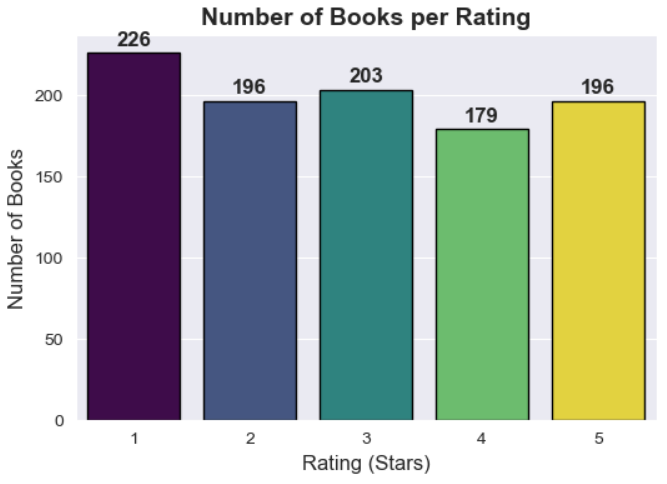 Number of Books per Rating
226
196
203
179
196
200
150
100
50
0
Number of Books
1 2 3 4 5
Rating (Stars)